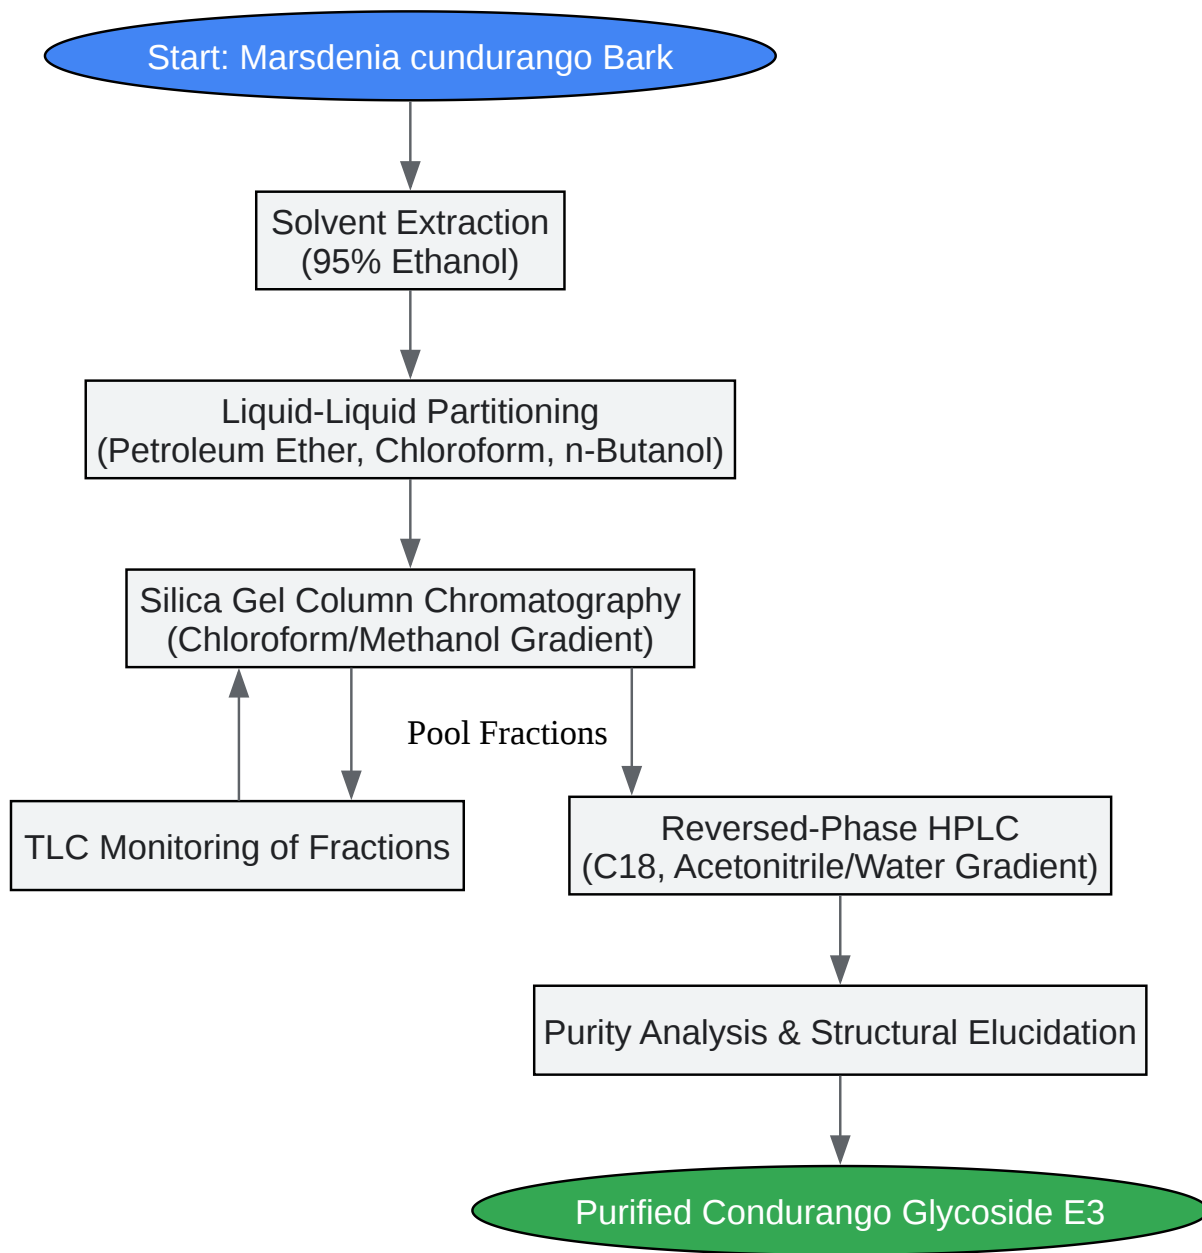 Start: Marsdenia cundurango Bark
Solvent Extraction
(95% Ethanol)
Liquid-Liquid Partitioning
(Petroleum Ether, Chloroform, n-Butanol)
Silica Gel Column Chromatography
(Chloroform/Methanol Gradient)
Pool Fractions
TLC Monitoring of Fractions
Reversed-Phase HPLC
(C18, Acetonitrile/Water Gradient)
Purity Analysis & Structural Elucidation
Purified Condurango Glycoside E3